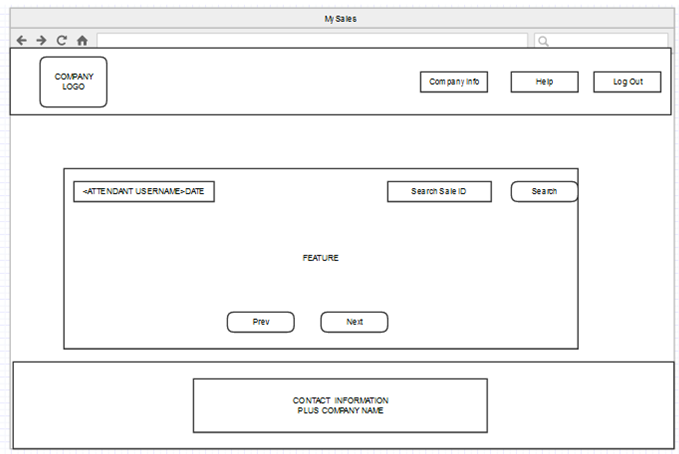 My Sales
COMPANY
LOGO
Company Info
Help
Log Out
<ATTENDANT USERNAME>DATE
Search Sale ID
Search
FEATURE
Prev
Next
CONTACT INFORMATION
PLUS COMPANY NAME